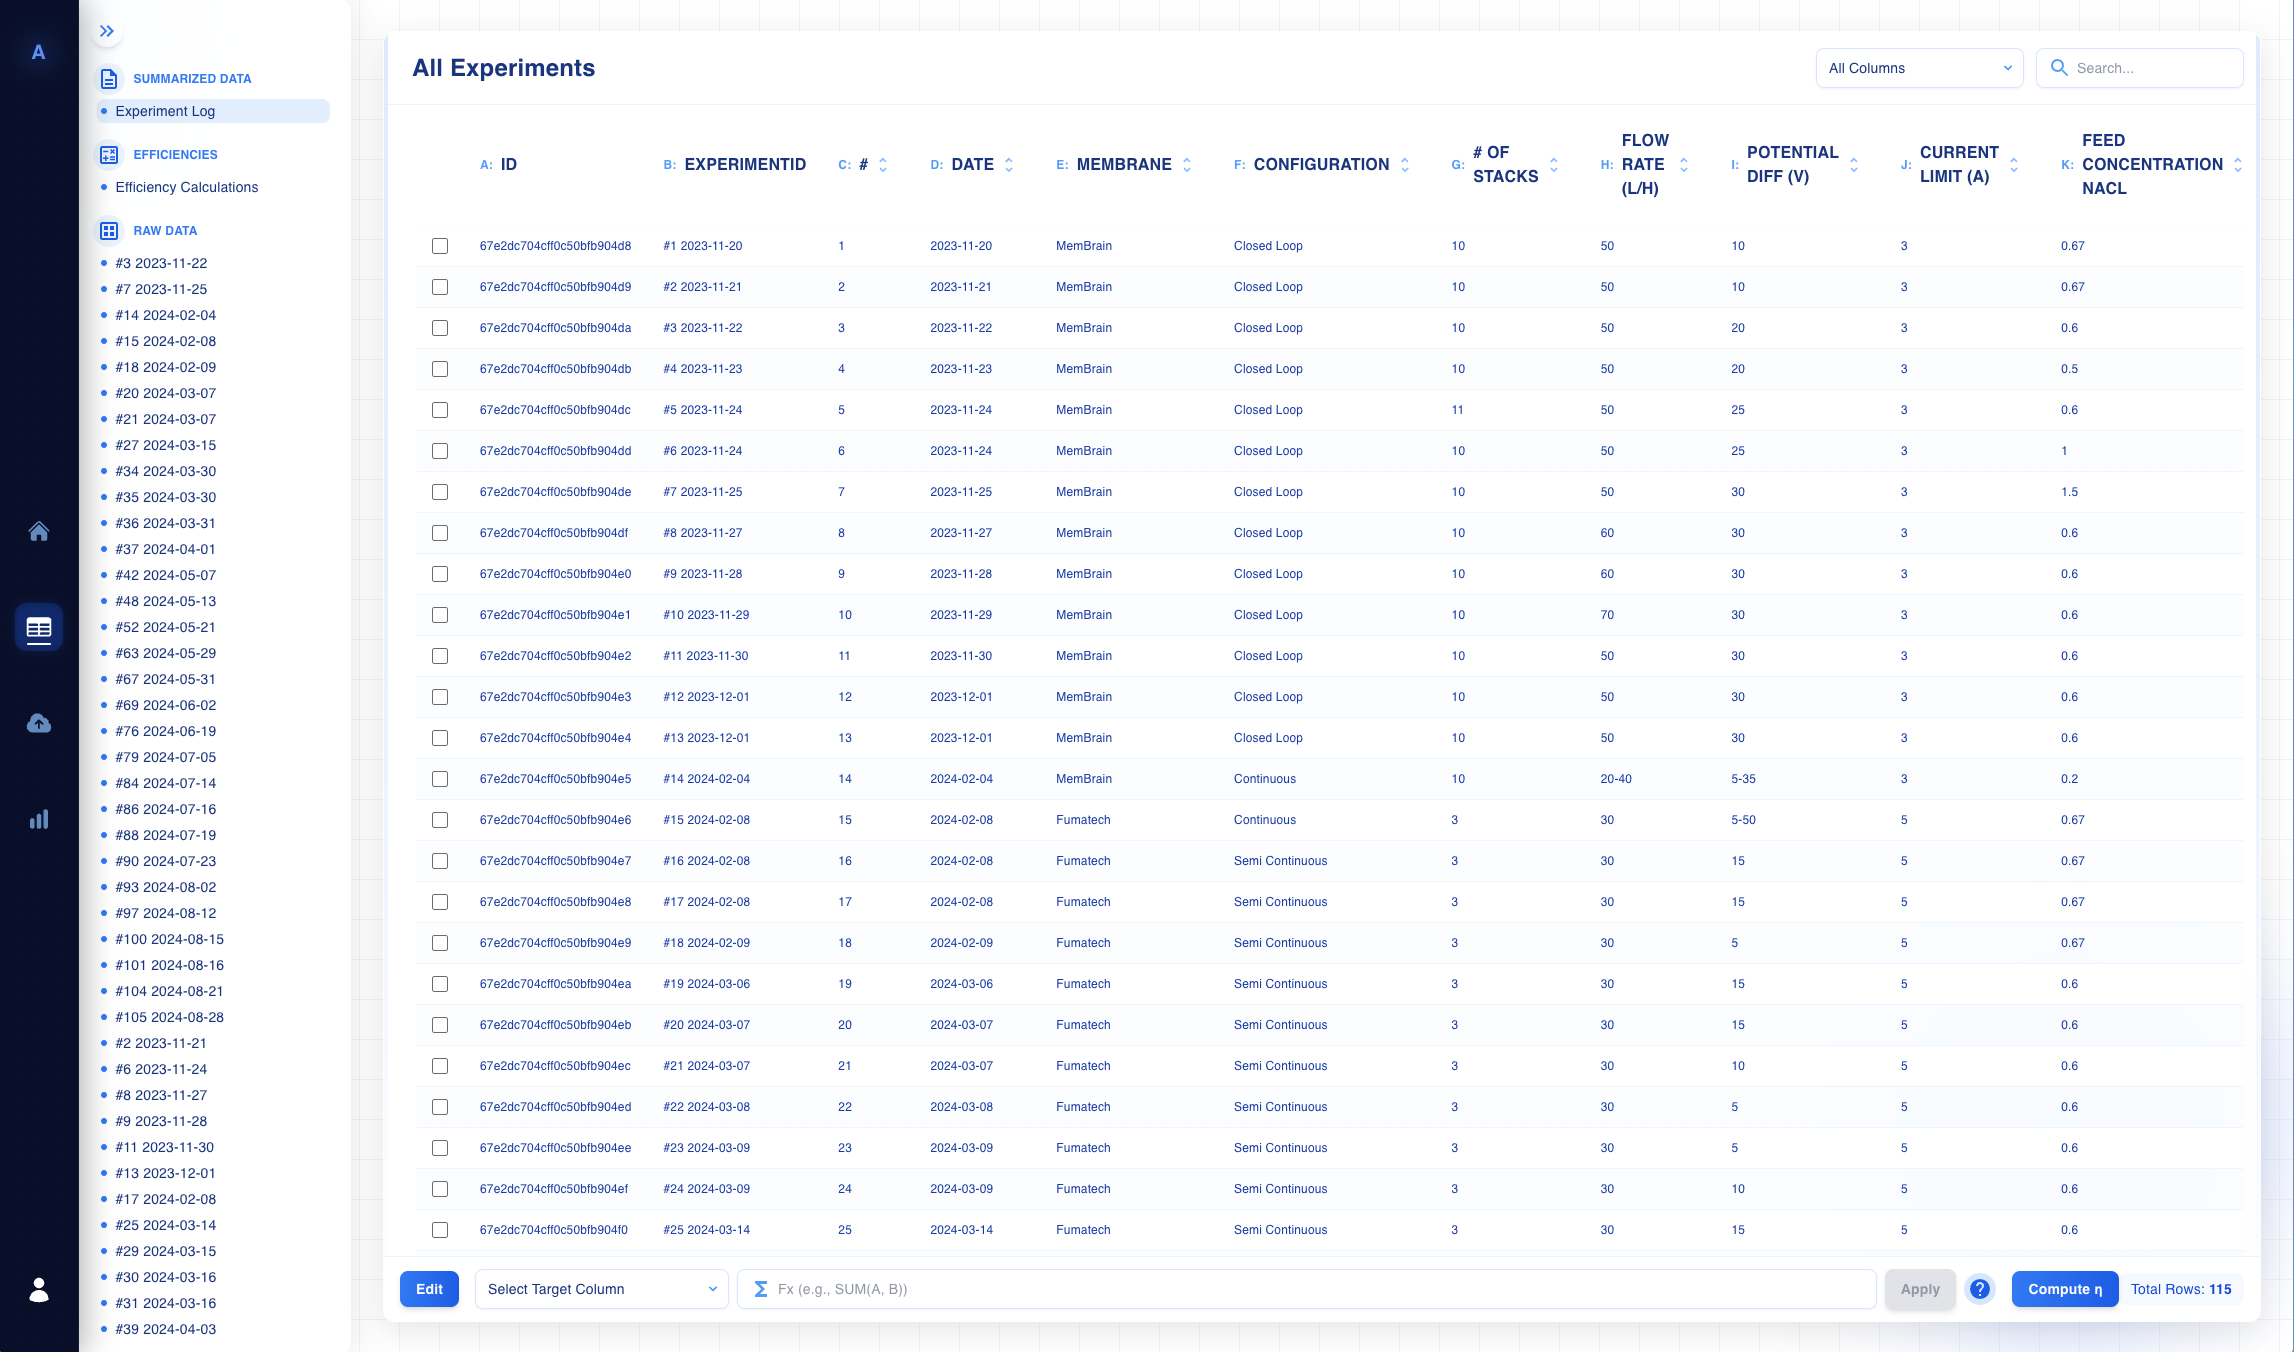 A
SUMMARIZED DATA
Experiment Log
EFFICIENCIES
Efficiency Calculations
RAW DATA
#3 2023-11-22
#7 2023-11-25
#14 2024-02-04
#15 2024-02-08
#18 2024-02-09
#20 2024-03-07
#21 2024-03-07
#27 2024-03-15
#34 2024-03-30
#35 2024-03-30
#36 2024-03-31
#37 2024-04-01
#42 2024-05-07
#48 2024-05-13
#52 2024-05-21
#63 2024-05-29
#67 2024-05-31
#69 2024-06-02
#76 2024-06-19
#79 2024-07-05
#84 2024-07-14
#86 2024-07-16
#88 2024-07-19
#90 2024-07-23
#93 2024-08-02
#97 2024-08-12
#100 2024-08-15
#101 2024-08-16
#104 2024-08-21
#105 2024-08-28
#2 2023-11-21
#6 2023-11-24
#8 2023-11-27
#9 2023-11-28
#11 2023-11-30
#13 2023-12-01
#17 2024-02-08
#25 2024-03-14
#29 2024-03-15
#30 2024-03-16
#31 2024-03-16
#39 2024-04-03
All Experiments
All Columns
Search...
A: ID B: EXPERIMENTID C: # D: DATE E: MEMBRANE F: CONFIGURATION G: # OF STACKS H: FLOW RATE (L/H) I: POTENTIAL DIFF (V) J: CURRENT LIMIT (A) K: FEED CONCENTRATION NACL
67e2dc704cff0c50bfb904d8 #1 2023-11-20 1 2023-11-20 MemBrain Closed Loop 10 50 10 3 0.67
67e2dc704cff0c50bfb904d9 #2 2023-11-21 2 2023-11-21 MemBrain Closed Loop 10 50 10 3 0.67
67e2dc704cff0c50bfb904da #3 2023-11-22 3 2023-11-22 MemBrain Closed Loop 10 50 20 3 0.6
67e2dc704cff0c50bfb904db #4 2023-11-23 4 2023-11-23 MemBrain Closed Loop 10 50 20 3 0.5
67e2dc704cff0c50bfb904dc #5 2023-11-24 5 2023-11-24 MemBrain Closed Loop 11 50 25 3 0.6
67e2dc704cff0c50bfb904dd #6 2023-11-24 6 2023-11-24 MemBrain Closed Loop 10 50 25 3 1
67e2dc704cff0c50bfb904de #7 2023-11-25 7 2023-11-25 MemBrain Closed Loop 10 50 30 3 1.5
67e2dc704cff0c50bfb904df #8 2023-11-27 8 2023-11-27 MemBrain Closed Loop 10 60 30 3 0.6
67e2dc704cff0c50bfb904e0 #9 2023-11-28 9 2023-11-28 MemBrain Closed Loop 10 60 30 3 0.6
67e2dc704cff0c50bfb904e1 #10 2023-11-29 10 2023-11-29 MemBrain Closed Loop 10 70 30 3 0.6
67e2dc704cff0c50bfb904e2 #11 2023-11-30 11 2023-11-30 MemBrain Closed Loop 10 50 30 3 0.6
67e2dc704cff0c50bfb904e3 #12 2023-12-01 12 2023-12-01 MemBrain Closed Loop 10 50 30 3 0.6
67e2dc704cff0c50bfb904e4 #13 2023-12-01 13 2023-12-01 MemBrain Closed Loop 10 50 30 3 0.6
67e2dc704cff0c50bfb904e5 #14 2024-02-04 14 2024-02-04 MemBrain Continuous 10 20-40 5-35 3 0.2
67e2dc704cff0c50bfb904e6 #15 2024-02-08 15 2024-02-08 Fumatech Continuous 3 30 5-50 5 0.67
67e2dc704cff0c50bfb904e7 #16 2024-02-08 16 2024-02-08 Fumatech Semi Continuous 3 30 15 5 0.67
67e2dc704cff0c50bfb904e8 #17 2024-02-08 17 2024-02-08 Fumatech Semi Continuous 3 30 15 5 0.67
67e2dc704cff0c50bfb904e9 #18 2024-02-09 18 2024-02-09 Fumatech Semi Continuous 3 30 5 5 0.67
67e2dc704cff0c50bfb904ea #19 2024-03-06 19 2024-03-06 Fumatech Semi Continuous 3 30 15 5 0.6
67e2dc704cff0c50bfb904eb #20 2024-03-07 20 2024-03-07 Fumatech Semi Continuous 3 30 15 5 0.6
67e2dc704cff0c50bfb904ec #21 2024-03-07 21 2024-03-07 Fumatech Semi Continuous 3 30 10 5 0.6
67e2dc704cff0c50bfb904ed #22 2024-03-08 22 2024-03-08 Fumatech Semi Continuous 3 30 5 5 0.6
67e2dc704cff0c50bfb904ee #23 2024-03-09 23 2024-03-09 Fumatech Semi Continuous 3 30 5 5 0.6
67e2dc704cff0c50bfb904ef #24 2024-03-09 24 2024-03-09 Fumatech Semi Continuous 3 30 10 5 0.6
67e2dc704cff0c50bfb904f0 #25 2024-03-14 25 2024-03-14 Fumatech Semi Continuous 3 30 15 5 0.6
Edit Select Target Column Σ Fx (e.g., SUM(A, B)) Apply ? Compute η Total Rows: 115